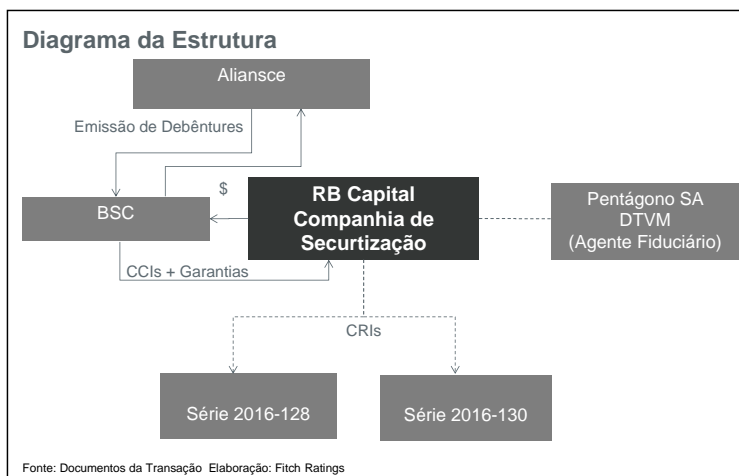 Diagrama da Estrutura
Aliansce
Emissão de Debêntures
$
BSC
RB Capital
Companhia de
Securtização
Pentágono SA
DTVM
(Agente Fiduciário)
CCIs + Garantias
CRIs
Série 2016-128
Série 2016-130
Fonte: Documentos da Transação Elaboração: Fitch Ratings